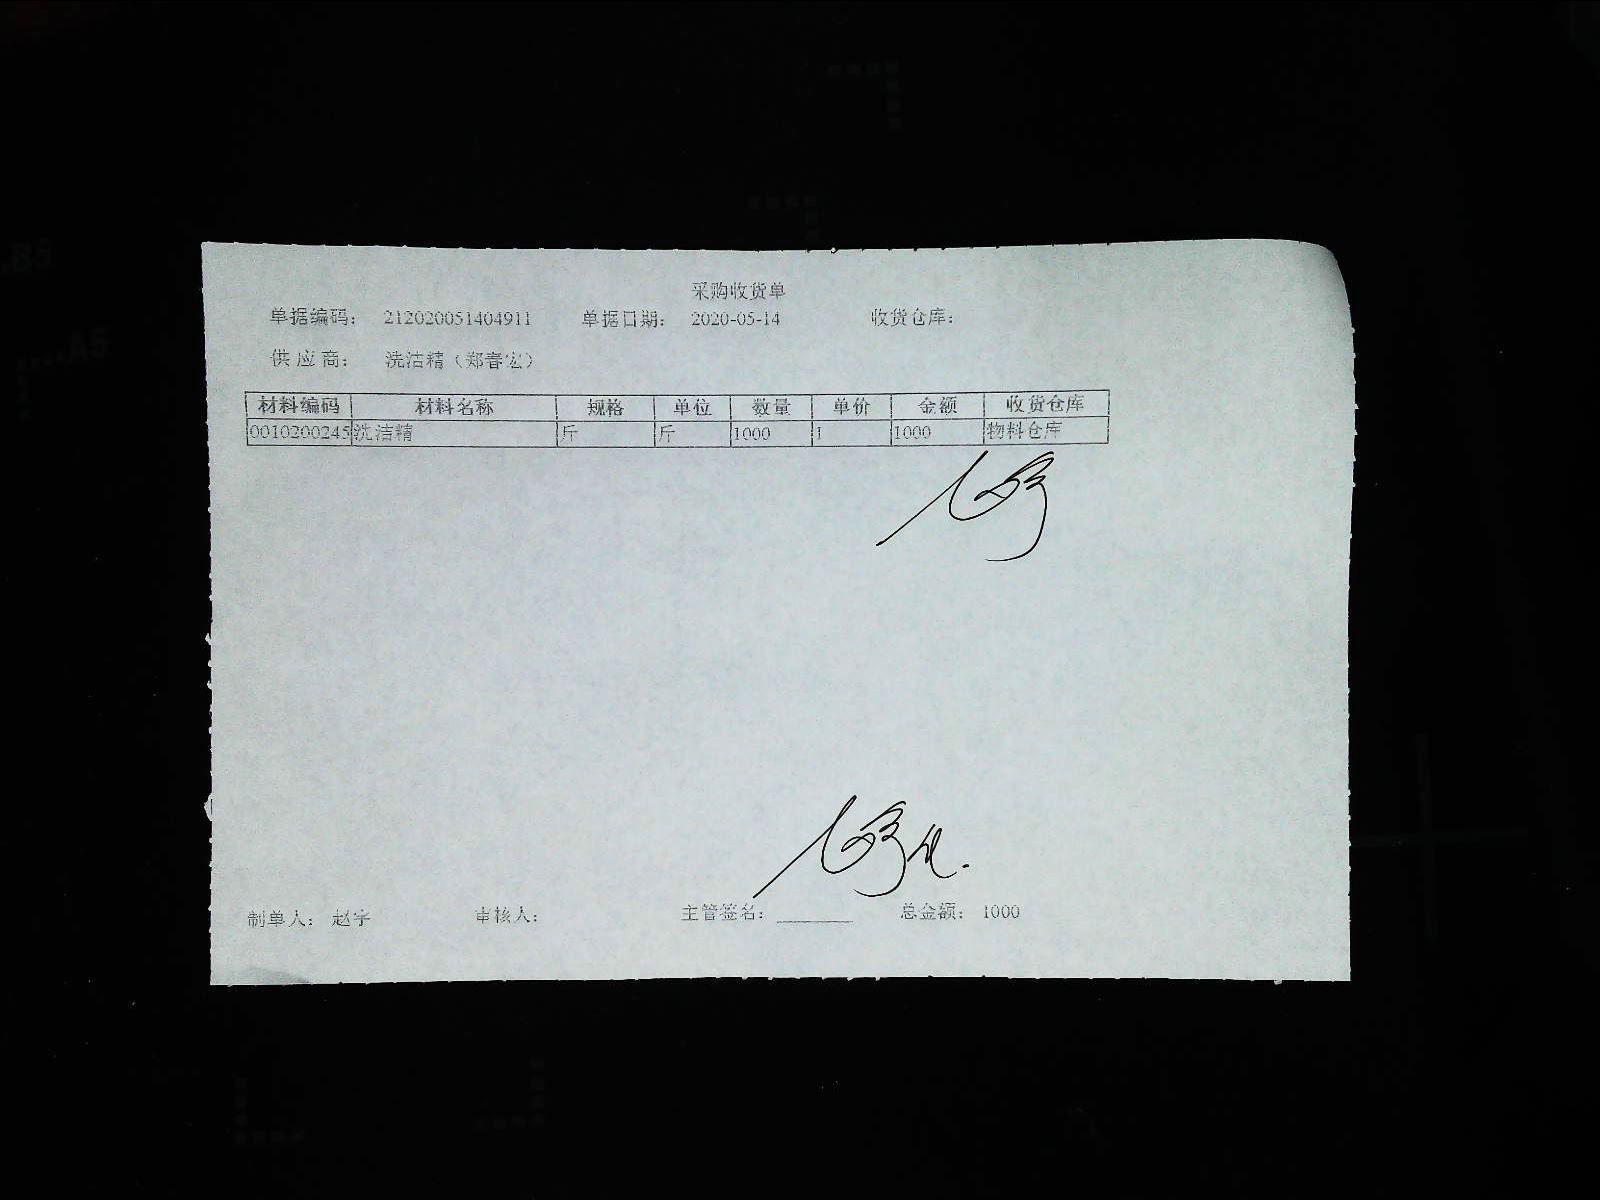 采购收货单
单据编码： 212020051404911 单据日期： 2020-05-14 收货仓库：
供应商： 洗洁精（郑春宏）
材料编码 材料名称 规格 单位 数量 单价 金额 收货仓库
0010200245 洗洁精 斤 斤 1000 1 1000 物料仓库
制单人： 赵宇 审核人： 主管签名： 总金额： 1000